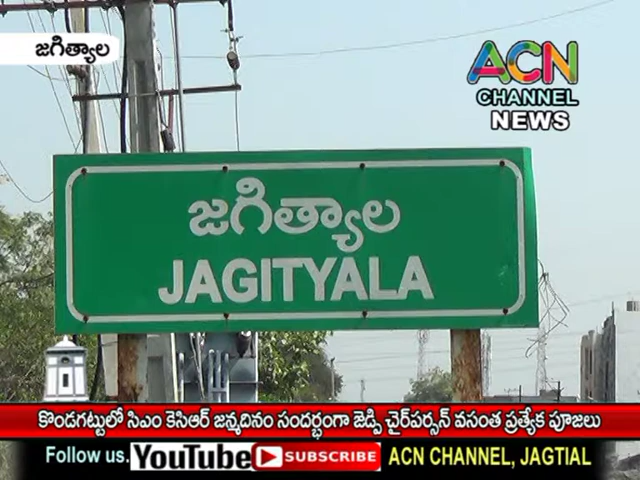 జగిత్యాల
ACN
CHANNEL
NEWS
జగిత్యాల
JAGITYALA
కొండగట్టులో సిఎం కెసిఆర్ జన్మదినం సందర్భంగా జెడ్పి ఛైర్‌పర్సన్ వసంత ప్రత్యేక పూజలు
Follow us. YouTube SUBSCRIBE ACN CHANNEL, JAGTIAL